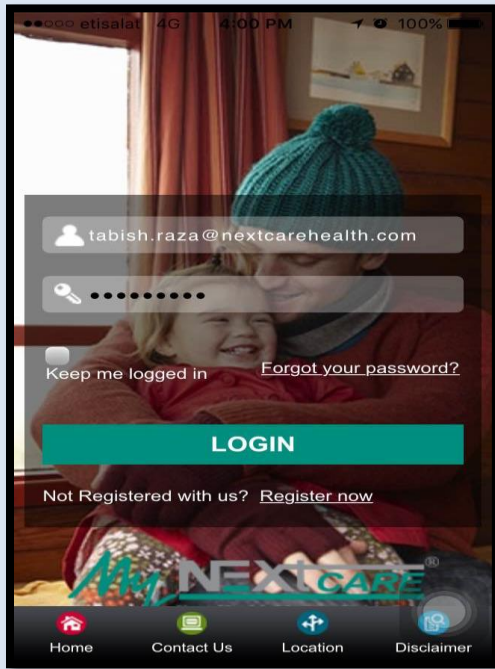 etisalat 4G 4:00 PM 100%
tabish.raza@nextcarehealth.com
Keep me logged in Forgot your password?
LOGIN
Not Registered with us? Register now
My NEXtCARE®
Home Contact Us Location Disclaimer